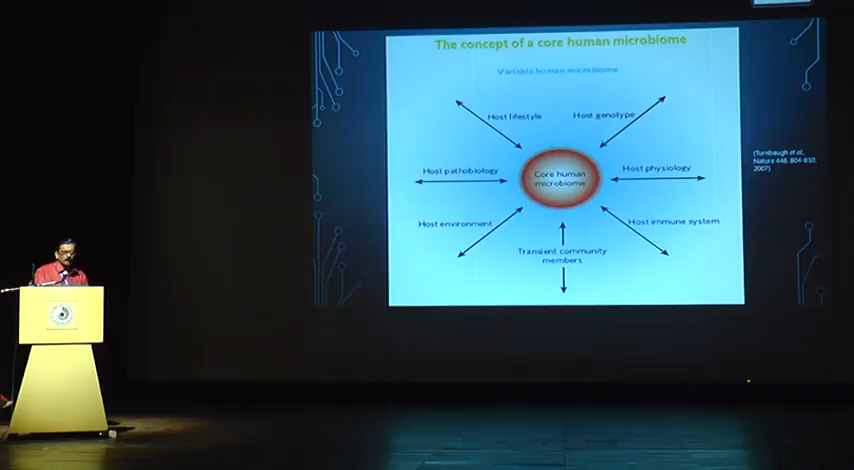 The concept of a core human microbiome
Variable human microbiome
Host lifestyle
Host genotype
Host pathobiology
Core human
microbiome
Host physiology
Host environment
Host immune system
Transient community
members
(Turnbaugh et al.,
Nature 449, 804-810,
2007)